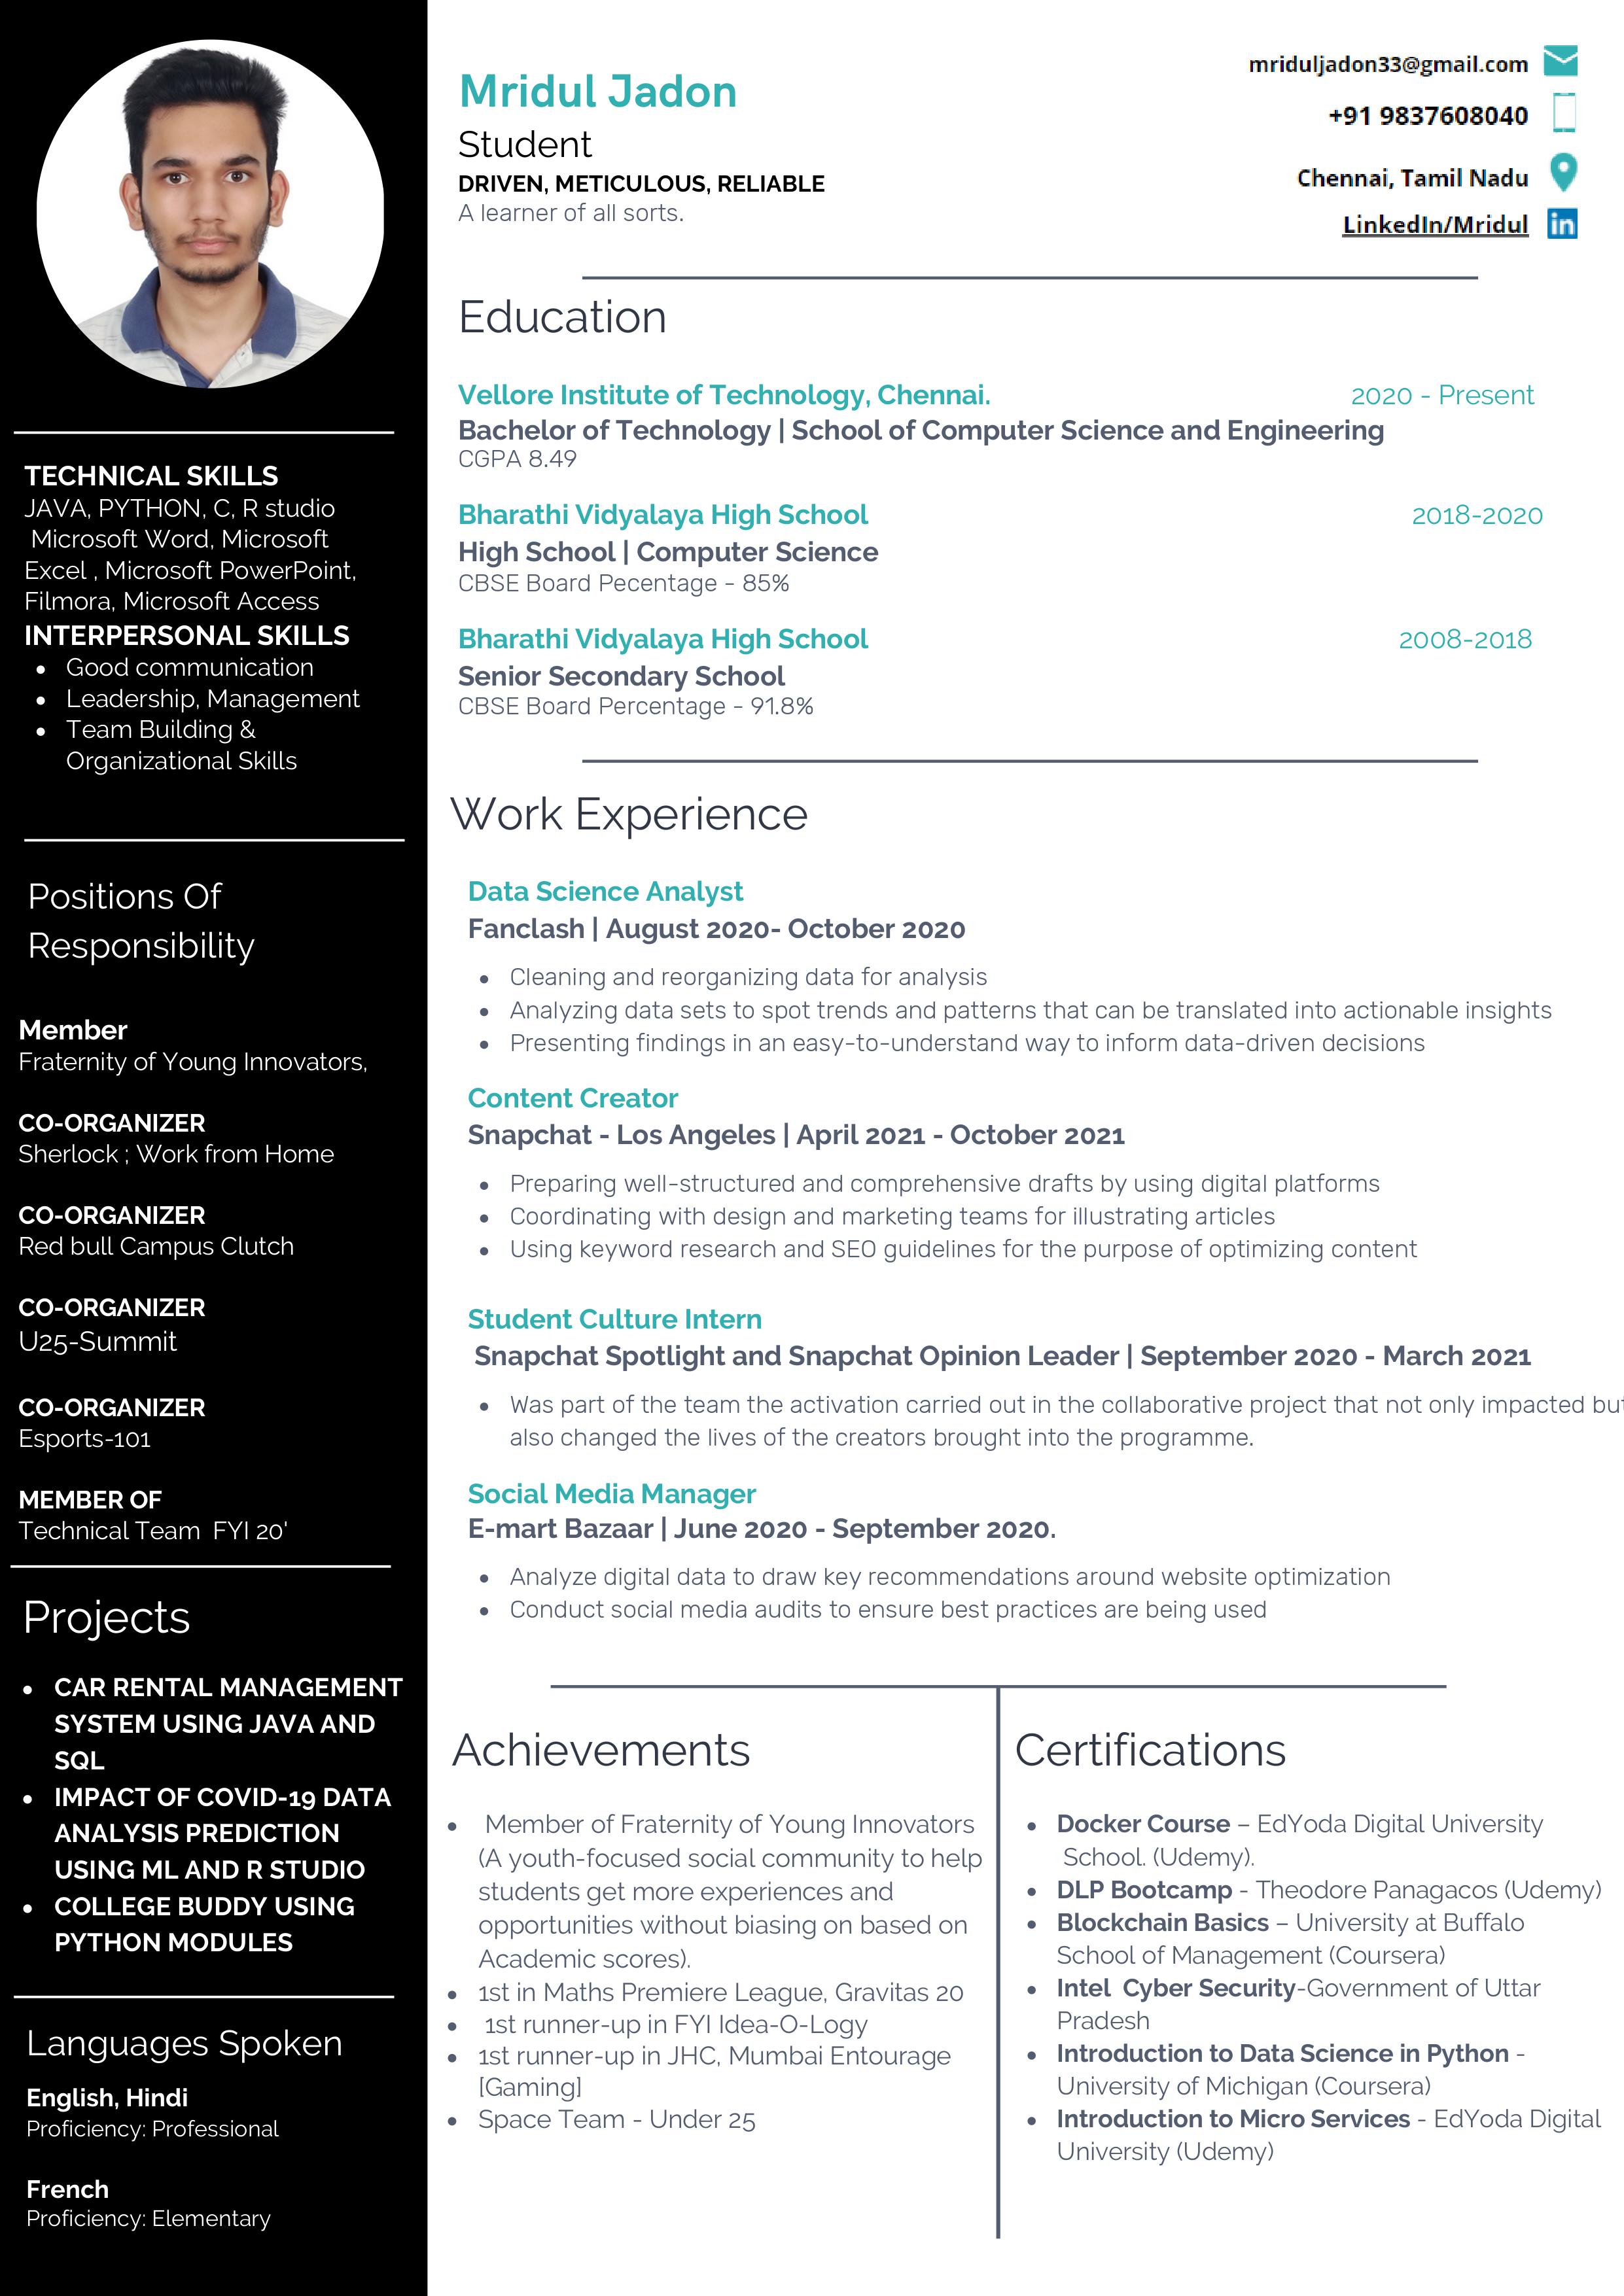 Mridul Jadon
Student
DRIVEN, METICULOUS, RELIABLE
A learner of all sorts.
mriduljadon33@gmail.com
+91 9837608040
Chennai, Tamil Nadu
LinkedIn/Mridul
in
TECHNICAL SKILLS
JAVA, PYTHON, C, R studio
Microsoft Word, Microsoft
Excel , Microsoft PowerPoint,
Filmora, Microsoft Access
INTERPERSONAL SKILLS
• Good communication
• Leadership, Management
• Team Building &
Organizational Skills
Positions Of
Responsibility
Member
Fraternity of Young Innovators,
CO-ORGANIZER
Sherlock ; Work from Home
CO-ORGANIZER
Red bull Campus Clutch
CO-ORGANIZER
U25-Summit
CO-ORGANIZER
Esports-101
MEMBER OF
Technical Team FYI 20'
Projects
• CAR RENTAL MANAGEMENT
SYSTEM USING JAVA AND
SQL
• IMPACT OF COVID-19 DATA
ANALYSIS PREDICTION
USING ML AND R STUDIO
• COLLEGE BUDDY USING
PYTHON MODULES
Languages Spoken
English, Hindi
Proficiency: Professional
French
Proficiency: Elementary
Education
Vellore Institute of Technology, Chennai. 2020 - Present
Bachelor of Technology | School of Computer Science and Engineering
CGPA 8.49
Bharathi Vidyalaya High School 2018-2020
High School | Computer Science
CBSE Board Pecentage - 85%
Bharathi Vidyalaya High School 2008-2018
Senior Secondary School
CBSE Board Percentage - 91.8%
Work Experience
Data Science Analyst
Fanclash | August 2020- October 2020
• Cleaning and reorganizing data for analysis
• Analyzing data sets to spot trends and patterns that can be translated into actionable insights
• Presenting findings in an easy-to-understand way to inform data-driven decisions
Content Creator
Snapchat - Los Angeles | April 2021 - October 2021
• Preparing well-structured and comprehensive drafts by using digital platforms
• Coordinating with design and marketing teams for illustrating articles
• Using keyword research and SEO guidelines for the purpose of optimizing content
Student Culture Intern
Snapchat Spotlight and Snapchat Opinion Leader | September 2020 - March 2021
• Was part of the team the activation carried out in the collaborative project that not only impacted but
also changed the lives of the creators brought into the programme.
Social Media Manager
E-mart Bazaar | June 2020 - September 2020.
• Analyze digital data to draw key recommendations around website optimization
• Conduct social media audits to ensure best practices are being used
Achievements
• Member of Fraternity of Young Innovators
(A youth-focused social community to help
students get more experiences and
opportunities without biasing on based on
Academic scores).
• 1st in Maths Premiere League, Gravitas 20
• 1st runner-up in FYI Idea-O-Logy
• 1st runner-up in JHC, Mumbai Entourage
[Gaming]
• Space Team - Under 25
Certifications
• Docker Course – EdYoda Digital University
School. (Udemy).
• DLP Bootcamp - Theodore Panagacos (Udemy)
• Blockchain Basics – University at Buffalo
School of Management (Coursera)
• Intel Cyber Security-Government of Uttar
Pradesh
• Introduction to Data Science in Python -
University of Michigan (Coursera)
• Introduction to Micro Services - EdYoda Digital
University (Udemy)